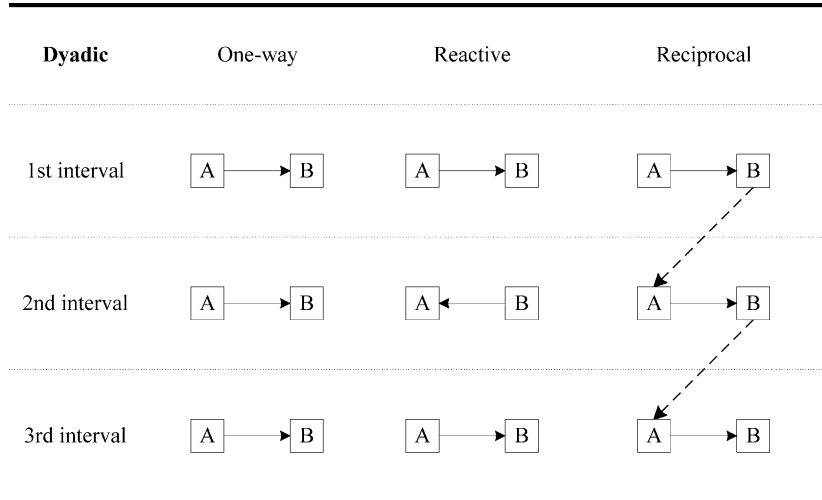 Dyadic One-way Reactive Reciprocal
1st interval A B A B A B
2nd interval A B A B A B
3rd interval A B A B A B